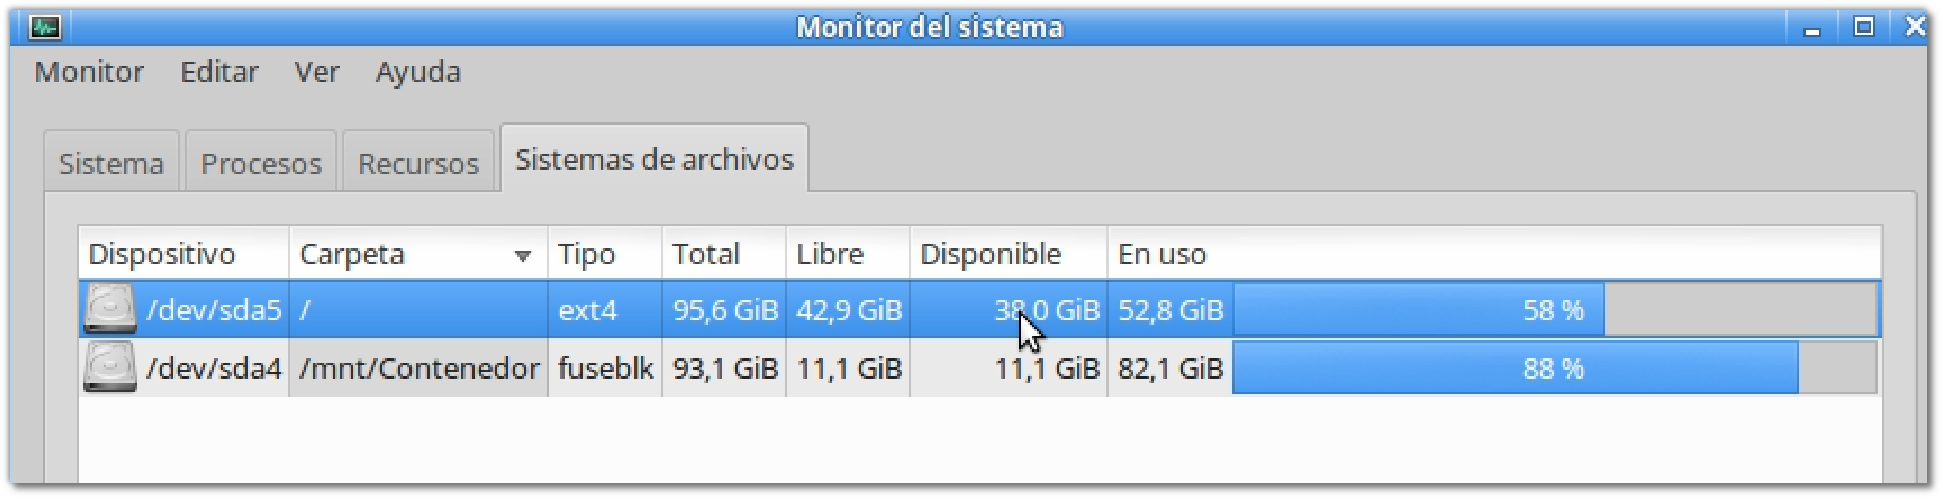 Monitor del sistema
Monitor Editar Ver Ayuda
Sistema Procesos Recursos Sistemas de archivos
Dispositivo Carpeta Tipo Total Libre Disponible En uso
/dev/sda5 / ext4 95,6 GiB 42,9 GiB 38,0 GiB 52,8 GiB 58 %
/dev/sda4 /mnt/Contenedor fuseblk 93,1 GiB 11,1 GiB 11,1 GiB 82,1 GiB 88 %